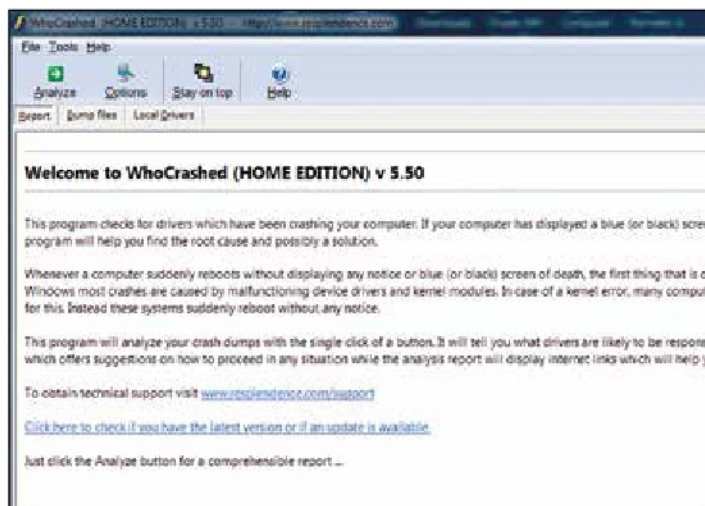 WhoCrashed (HOME EDITION) v 5.50 - http://www.resplendence.com
File Tools Help
Analyze Options Stay on top Help
Report Dump files Local Drivers
Welcome to WhoCrashed (HOME EDITION) v 5.50
This program checks for drivers which have been crashing your computer. If your computer has displayed a blue (or black) scre
program will help you find the root cause and possibly a solution.
Whenever a computer suddenly reboots without displaying any notice or blue (or black) screen of death, the first thing that is
Windows most crashes are caused by malfunctioning device drivers and kernel modules. In case of a kernel error, many comput
for this. Instead these systems suddenly reboot without any notice.
This program will analyze your crash dumps with the single click of a button. It will tell you what drivers are likely to be respons
which offers suggestions on how to proceed in any situation while the analysis report will display internet links which will help
To obtain technical support visit www.resplendence.com/support
Click here to check if you have the latest version or if an update is available.
Just click the Analyze button for a comprehensible report ...